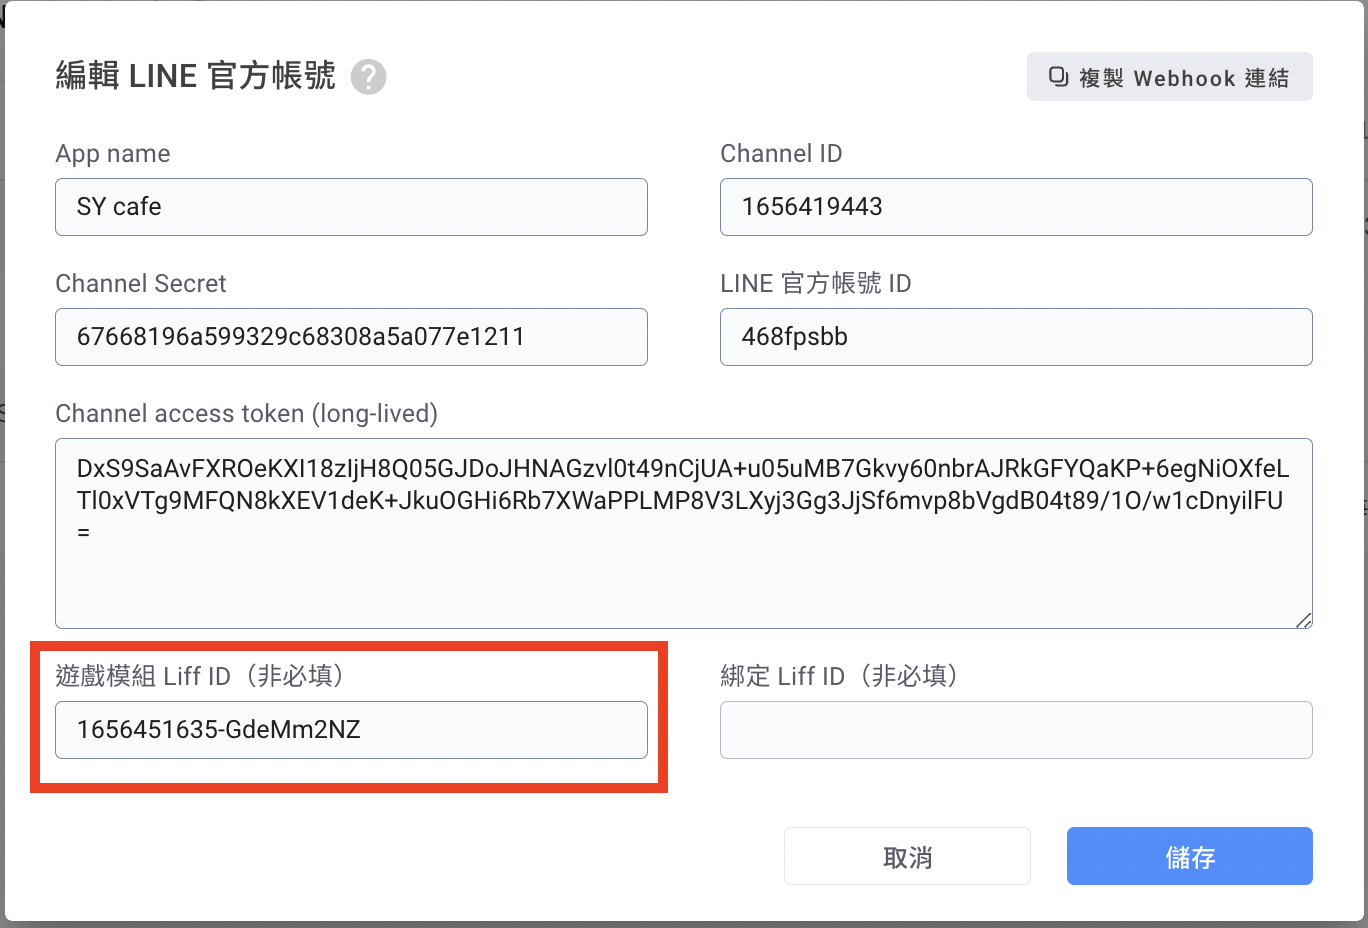 編輯 LINE 官方帳號 ?
複製 Webhook 連結
App name
SY cafe
Channel ID
1656419443
Channel Secret
67668196a599329c68308a5a077e1211
LINE 官方帳號 ID
468fpsbb
Channel access token (long-lived)
DxS9SaAvFXROeKXI18zIjH8Q05GJDoJHNAGzvl0t49nCjUA+u05uMB7Gkvy60nbrAJRkGFYQaKP+6egNiOXfeL
Tl0xVTg9MFQN8kXEV1deK+JkuOGHi6Rb7XWaPPLMP8V3LXyj3Gg3JjSf6mvp8bVgdB04t89/1O/w1cDnyilFU
=
遊戲模組 Liff ID（非必填）
1656451635-GdeMm2NZ
綁定 Liff ID（非必填）
取消
儲存